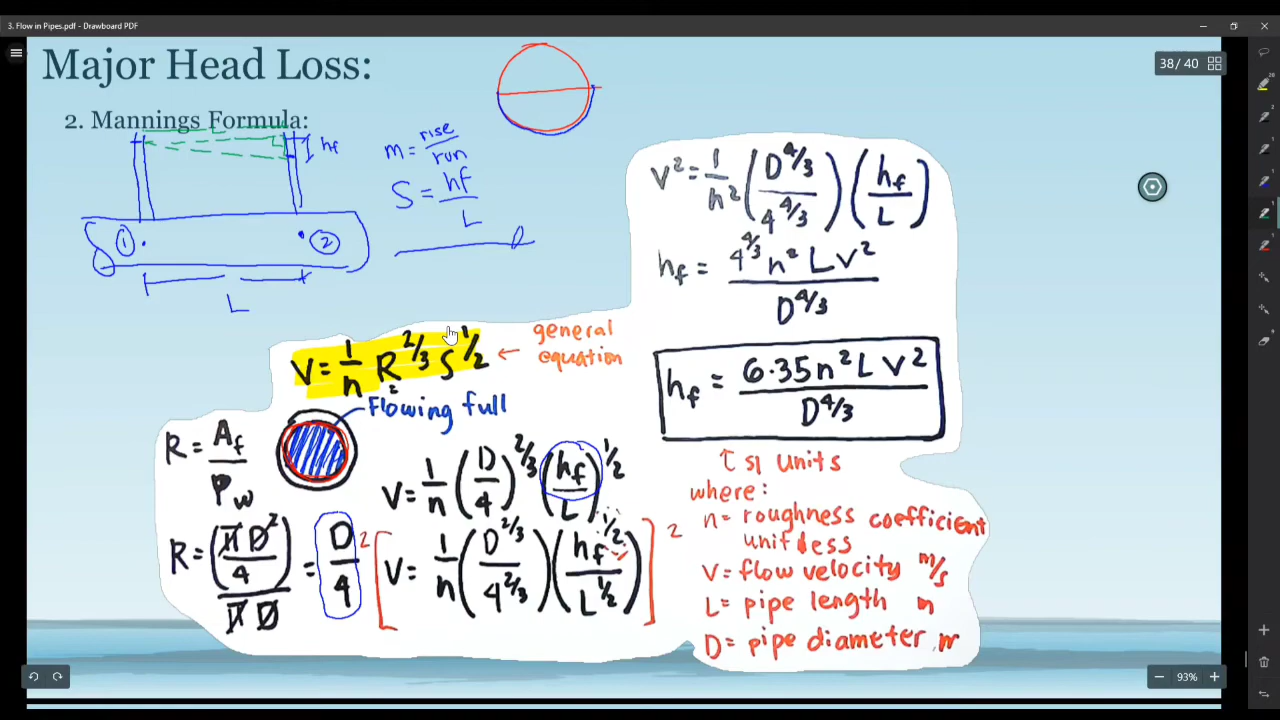 3. Flow in Pipes.pdf - Drawboard PDF
Major Head Loss:
38 / 40
2. Mannings Formula:
L
hf
m = rise/run
S = hf/L
1
2
L
V = 1/n R^2/3 S^1/2 ← general equation
Flowing full
R = Af/Pw
R = (πD²/4)/(πD) = D/4
V = 1/n (D/4)^2/3 (hf/L)^1/2
2[V = 1/n (D^2/3/4^2/3) (hf^1/2/L^1/2)]2
V² = 1/n² (D^4/3/4^4/3) (hf/L)
hf = 4^4/3 n² L V²/D^4/3
hf = 6.35 n² L V²/D^4/3
↑ SI Units
where:
n = roughness coefficient
unitless
V = flow velocity m/s
L = pipe length m
D = pipe diameter, m
93%